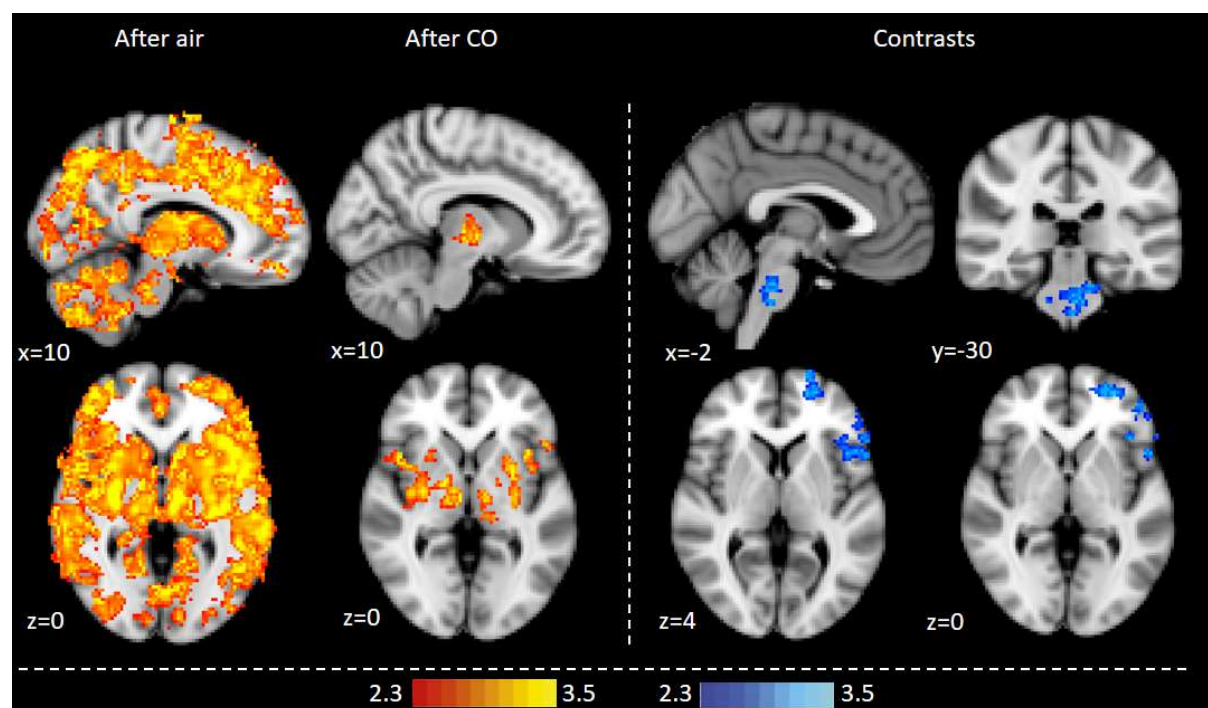 After air After CO Contrasts
x=10 x=10 x=-2 y=-30
z=0 z=0 z=4 z=0
2.3 3.5 2.3 3.5